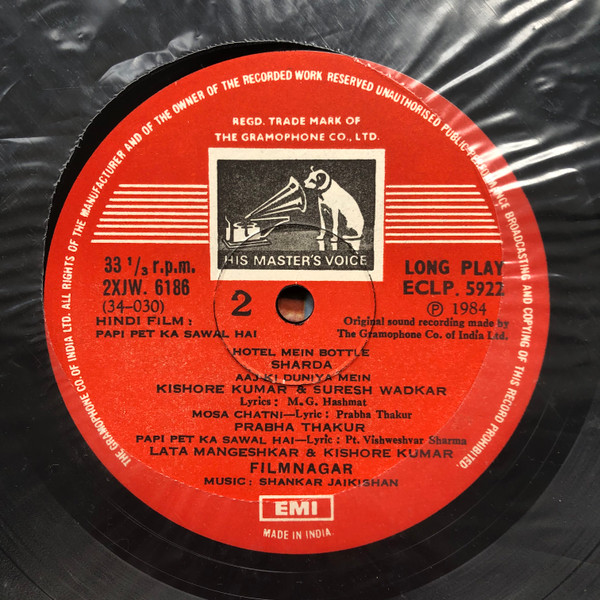 THE GRAMOPHONE CO. OF INDIA LTD. ALL RIGHTS OF THE MANUFACTURER AND OF THE OWNER OF THE RECORDED WORK RESERVED UNAUTHORISED PUBLIC PERFORMANCE BROADCASTING AND COPYING OF THIS RECORD PROHIBITED.
REGD. TRADE MARK OF
THE GRAMOPHONE CO., LTD.
HIS MASTER'S VOICE
33 1/3 r.p.m. LONG PLAY
2XJW. 6186 2 ECLP. 5922
(34-030) Ⓟ 1984
HINDI FILM : Original sound recording made by
PAPI PET KA SAWAL HAI The Gramophone Co. of India Ltd.
HOTEL MEIN BOTTLE
SHARDA
AAJ KI DUNIYA MEIN
KISHORE KUMAR & SURESH WADKAR
Lyrics : M.G. Hashmat
MOSA CHATNI—Lyric : Prabha Thakur
PRABHA THAKUR
PAPI PET KA SAWAL HAI—Lyric : Pt. Vishweshvar Sharma
LATA MANGESHKAR & KISHORE KUMAR
FILMNAGAR
MUSIC : SHANKAR JAIKISHAN
EMI
MADE IN INDIA.